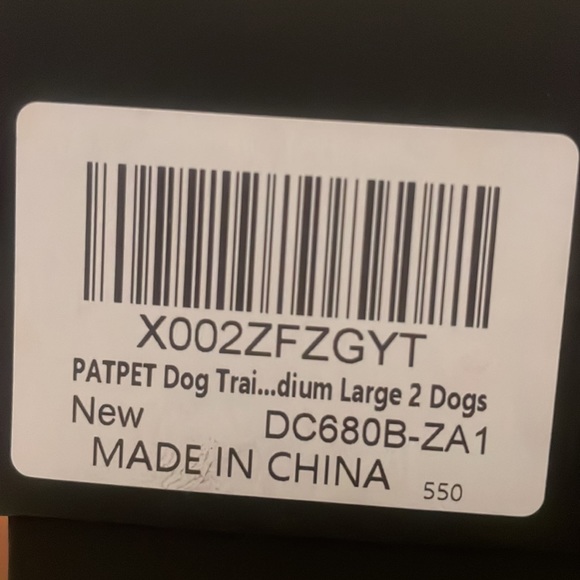 X002ZFZGYT
PATPET Dog Trai...dium Large 2 Dogs
New DC680B-ZA1
MADE IN CHINA 550